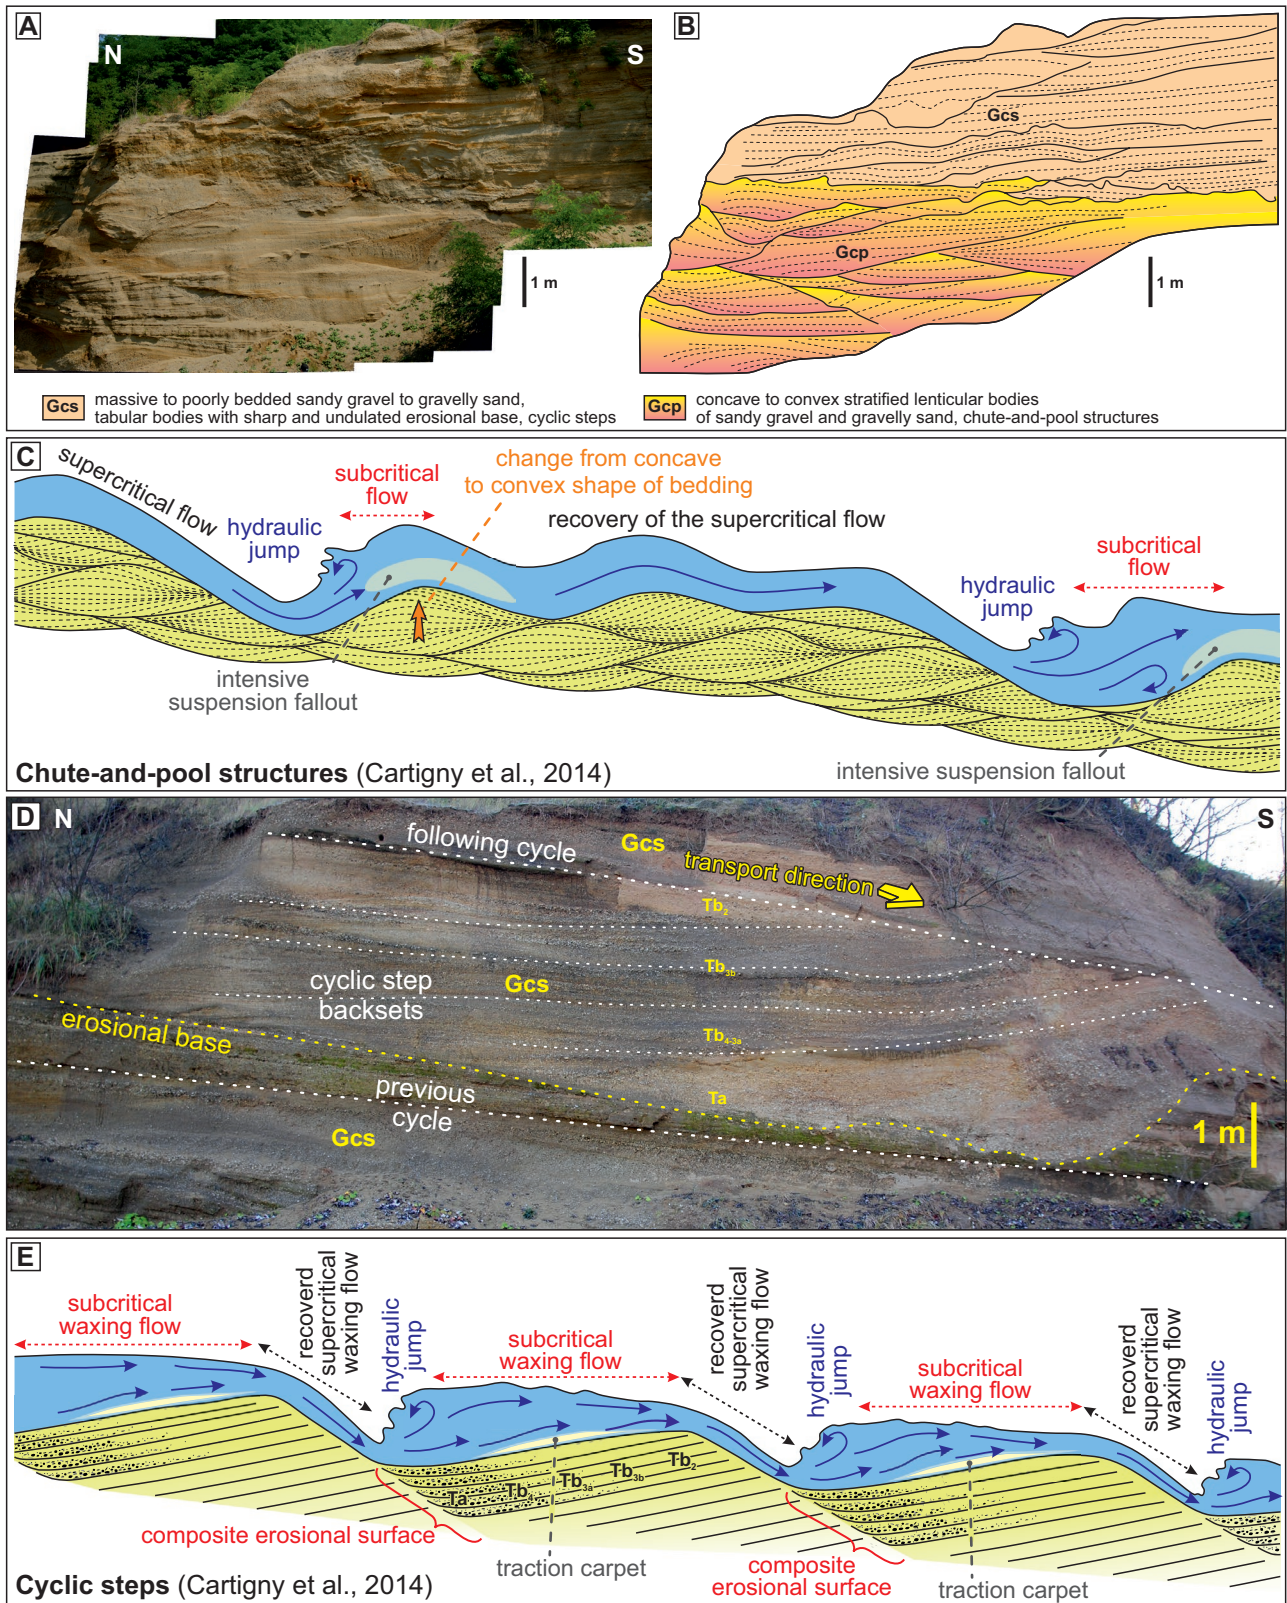 A
N
S
1 m
B
Gcs
Gcp
1 m
Gcs
massive to poorly bedded sandy gravel to gravelly sand,
tabular bodies with sharp and undulated erosional base, cyclic steps
Gcp
concave to convex stratified lenticular bodies
of sandy gravel and gravelly sand, chute-and-pool structures
C
supercritical flow
hydraulic
jump
subcritical
flow
change from concave
to convex shape of bedding
recovery of the supercritical flow
hydraulic
jump
subcritical
flow
intensive
suspension fallout
intensive suspension fallout
Chute-and-pool structures (Cartigny et al., 2014)
D
N
S
following cycle
Gcs
transport direction
Tb2
Tb3b
cyclic step
backsets
Gcs
Tb4-3a
erosional base
Ta
previous
cycle
Gcs
1 m
E
subcritical
waxing flow
recoverd
supercritical
waxing flow
hydraulic
jump
subcritical
waxing flow
recoverd
supercritical
waxing flow
hydraulic
jump
subcritical
waxing flow
recoverd
supercritical
waxing flow
hydraulic
jump
Ta
Tb
Tb3a
Tb3b
Tb2
composite erosional surface
traction carpet
composite
erosional surface
traction carpet
Cyclic steps (Cartigny et al., 2014)